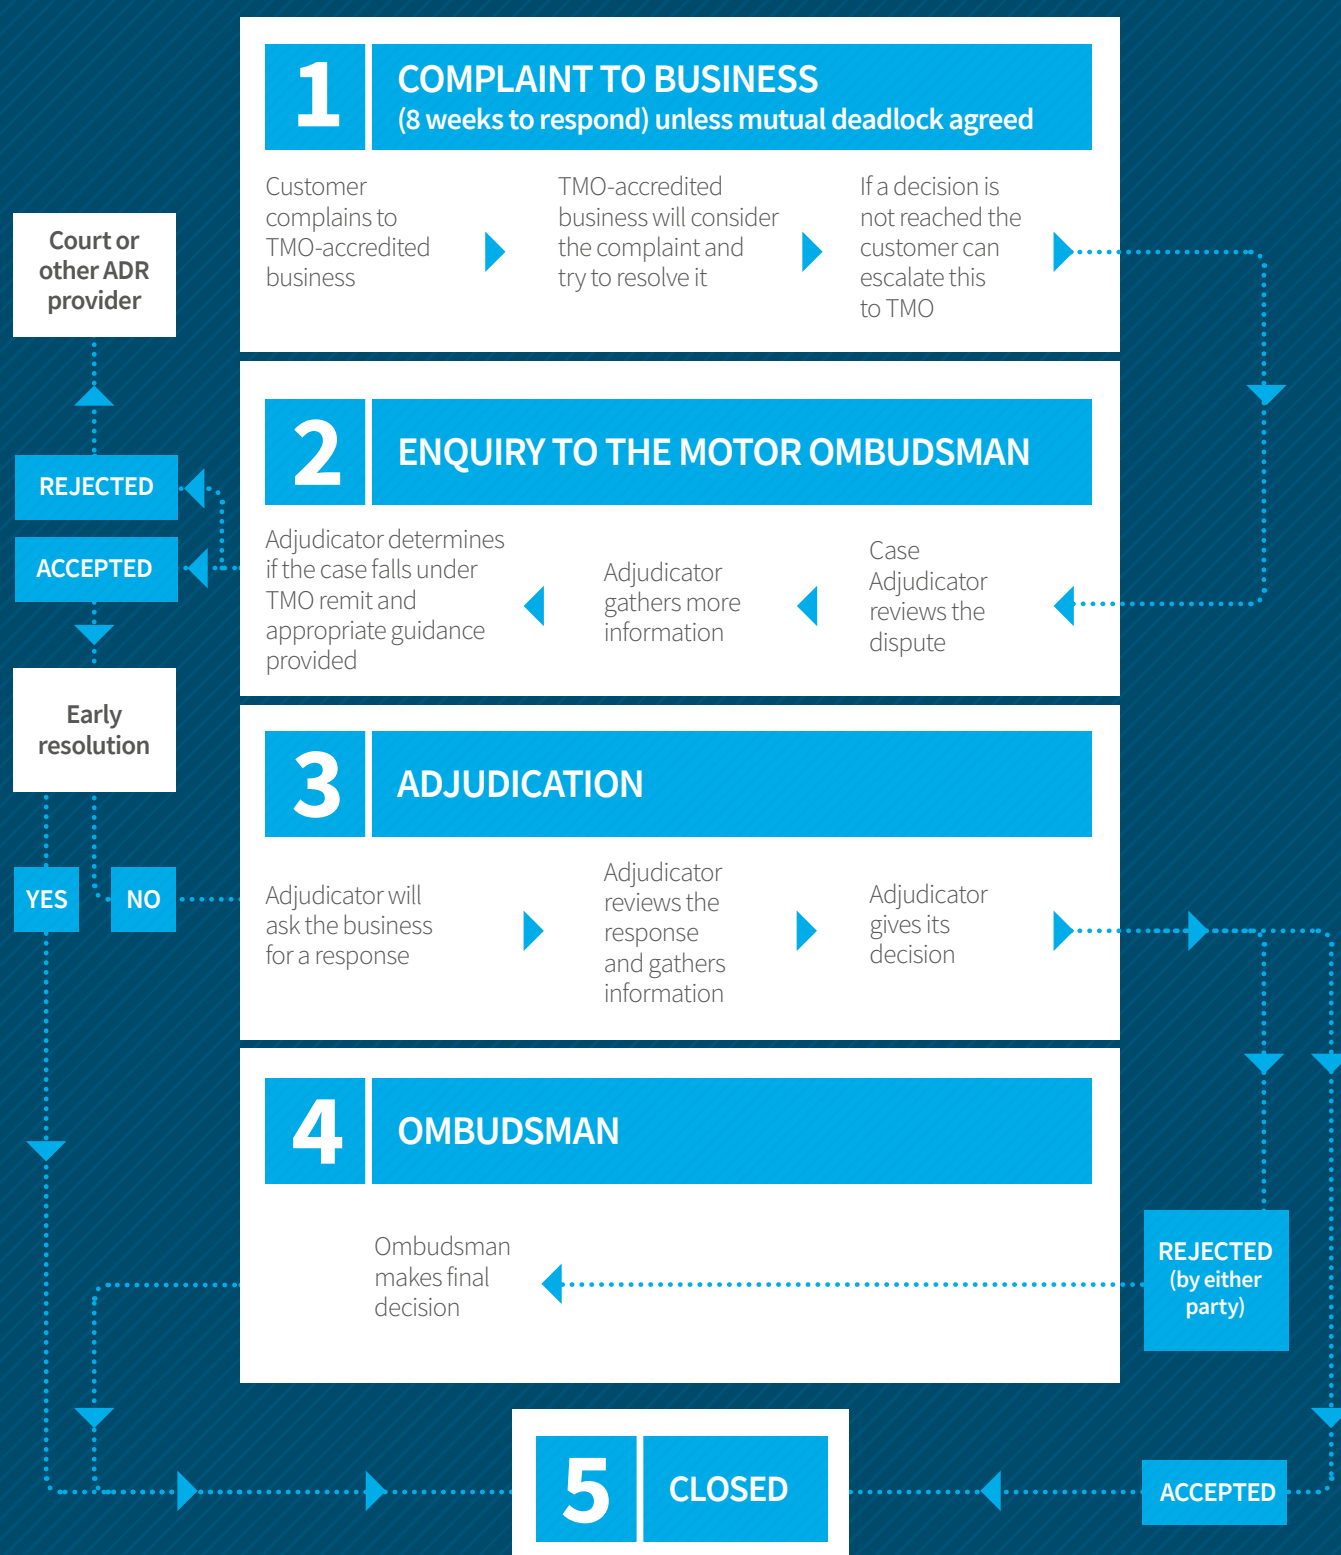 1
COMPLAINT TO BUSINESS
(8 weeks to respond) unless mutual deadlock agreed
Customer
complains to
TMO-accredited
business
TMO-accredited
business will consider
the complaint and
try to resolve it
If a decision is
not reached the
customer can
escalate this
to TMO
2
ENQUIRY TO THE MOTOR OMBUDSMAN
Case
Adjudicator
reviews the
dispute
Adjudicator
gathers more
information
Adjudicator determines
if the case falls under
TMO remit and
appropriate guidance
provided
REJECTED
Court or
other ADR
provider
ACCEPTED
Early
resolution
YES
NO
3
ADJUDICATION
Adjudicator will
ask the business
for a response
Adjudicator
reviews the
response
and gathers
information
Adjudicator
gives its
decision
4
OMBUDSMAN
REJECTED
(by either
party)
Ombudsman
makes final
decision
ACCEPTED
5
CLOSED